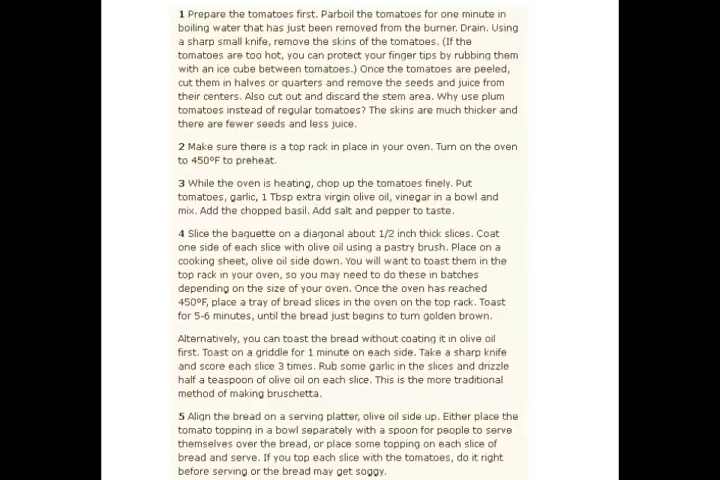 1 Prepare the tomatoes first. Parboil the tomatoes for one minute in
boiling water that has just been removed from the burner. Drain. Using
a sharp small knife, remove the skins of the tomatoes. (If the
tomatoes are too hot, you can protect your finger tips by rubbing them
with an ice cube between tomatoes.) Once the tomatoes are peeled,
cut them in halves or quarters and remove the seeds and juice from
their centers. Also cut out and discard the stem area. Why use plum
tomatoes instead of regular tomatoes? The skins are much thicker and
there are fewer seeds and less juice.
2 Make sure there is a top rack in place in your oven. Turn on the oven
to 450ºF to preheat.
3 While the oven is heating, chop up the tomatoes finely. Put
tomatoes, garlic, 1 Tbsp extra virgin olive oil, vinegar in a bowl and
mix. Add the chopped basil. Add salt and pepper to taste.
4 Slice the baguette on a diagonal about 1/2 inch thick slices. Coat
one side of each slice with olive oil using a pastry brush. Place on a
cooking sheet, olive oil side down. You will want to toast them in the
top rack in your oven, so you may need to do these in batches
depending on the size of your oven. Once the oven has reached
450ºF, place a tray of bread slices in the oven on the top rack. Toast
for 5-6 minutes, until the bread just begins to turn golden brown.
Alternatively, you can toast the bread without coating it in olive oil
first. Toast on a griddle for 1 minute on each side. Take a sharp knife
and score each slice 3 times. Rub some garlic in the slices and drizzle
half a teaspoon of olive oil on each slice. This is the more traditional
method of making bruschetta.
5 Align the bread on a serving platter, olive oil side up. Either place the
tomato topping in a bowl separately with a spoon for people to serve
themselves over the bread, or place some topping on each slice of
bread and serve. If you top each slice with the tomatoes, do it right
before serving or the bread may get soggy.